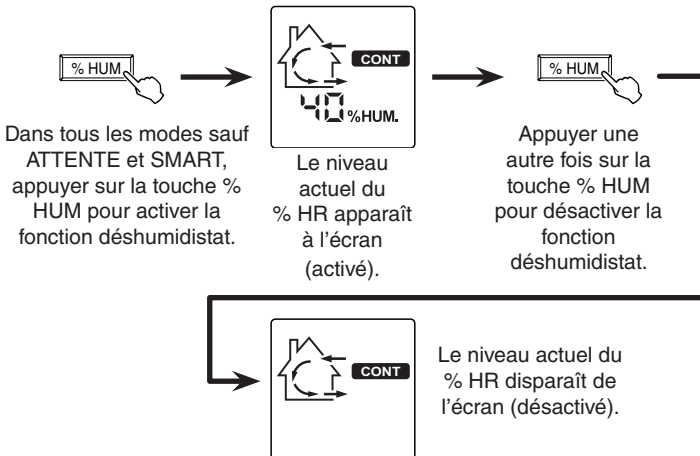 % HUM
Dans tous les modes sauf
ATTENTE et SMART,
appuyer sur la touche %
HUM pour activer la
fonction déshumidistat.
CONT
40 %HUM.
Le niveau
actuel du
% HR apparaît
à l’écran
(activé).
% HUM
Appuyer une
autre fois sur la
touche % HUM
pour désactiver la
fonction
déshumidistat.
CONT
Le niveau actuel du
% HR disparaît de
l’écran (désactivé).